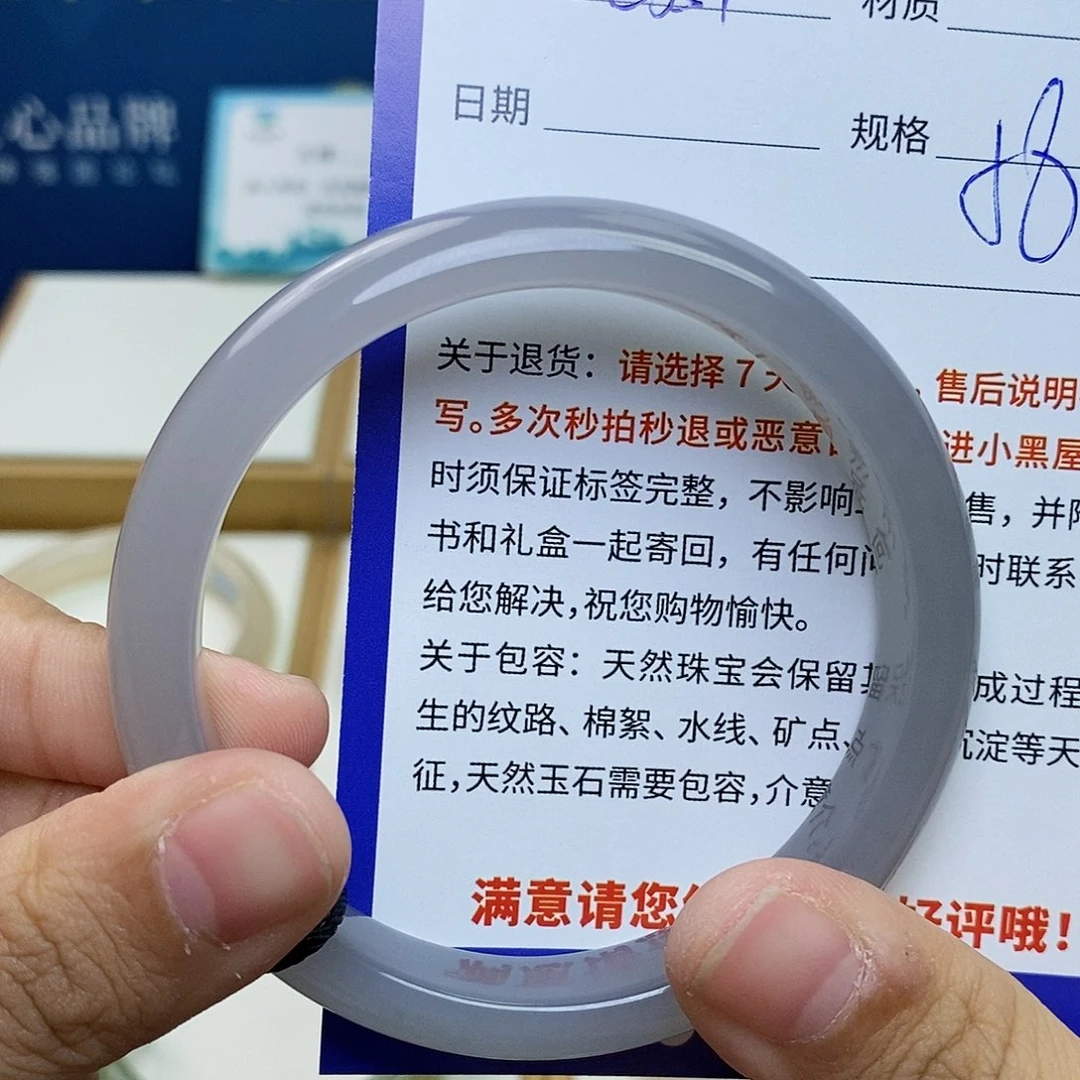 材质
心品牌
日期
规格
关于退货：请选择7天
，售后说明
写。多次秒拍秒退或恶意
进小黑屋
时须保证标签完整，不影响
售，并附
书和礼盒一起寄回，有任何问
时联系
给您解决，祝您购物愉快。
关于包容：天然珠宝会保留其
成过程
生的纹路、棉絮、水线、矿点、
沉淀等天
征，天然玉石需要包容，介意
满意请您
好评哦！